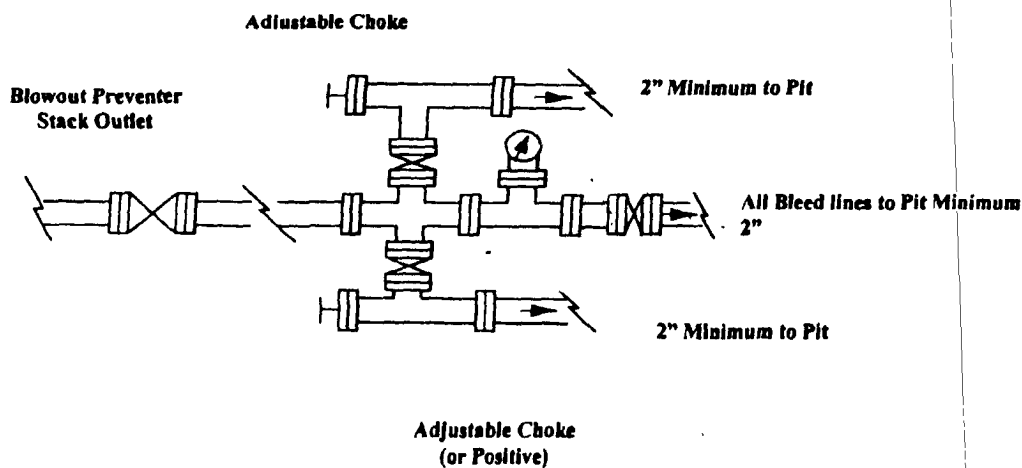 Adiustable Choke
Blowout Preventer
Stack Outlet
2" Minimum to Pit
All Bleed lines to Pit Minimum
2"
2" Minimum to Pit
Adjustable Choke
(or Positive)